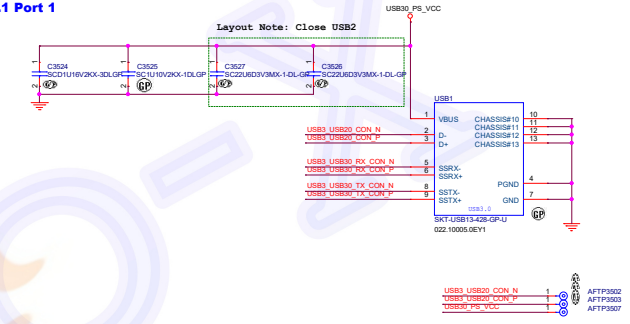 .1 Port 1
USB30_PS_VCC
Layout Note: Close USB2
1 1 1 1
C3524 C3525 C3527 C3526
SCD1U16V2KX-3DLGP SC1U10V2KX-1DLGP SC22U6D3V3MX-1-DL-GP SC22U6D3V3MX-1-DL-GP
2 2 2 2
GP
USB1
1 VBUS CHASSIS#10 10
CHASSIS#11 11
USB3_USB20_CON_N 2 D- CHASSIS#12 12
USB3_USB20_CON_P 3 D+ CHASSIS#13 13
USB3_USB30_RX_CON_N 5 SSRX-
USB3_USB30_RX_CON_P 6 SSRX+
PGND 4
USB3_USB30_TX_CON_N 8 SSTX-
USB3_USB30_TX_CON_P 9 SSTX+ GND 7
USB3.0
GP
SKT-USB13-428-GP-U
022.10005.0EY1
USB3_USB20_CON_N 1 AFTP3502
USB3_USB20_CON_P 1 AFTP3503
USB30_PS_VCC 1 AFTP3507